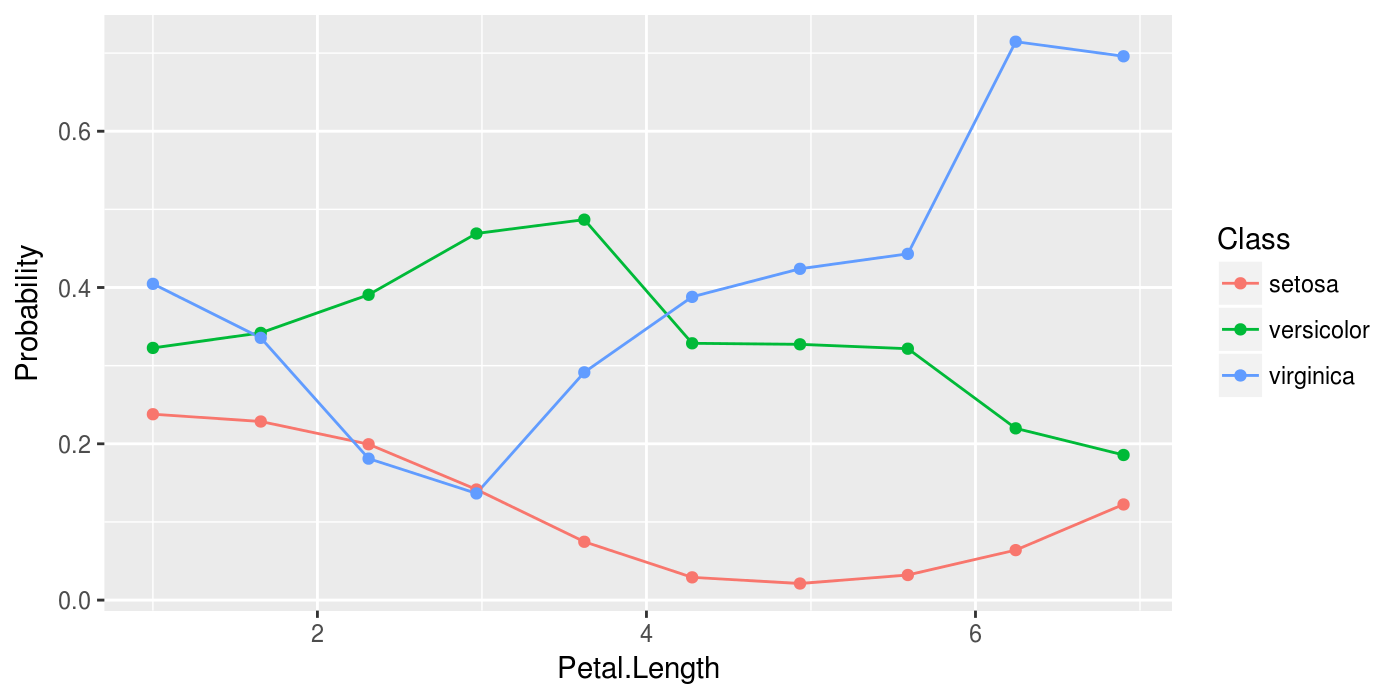 Probability
0.6
0.4
0.2
0.0
2
4
6
Petal.Length
Class
setosa
versicolor
virginica